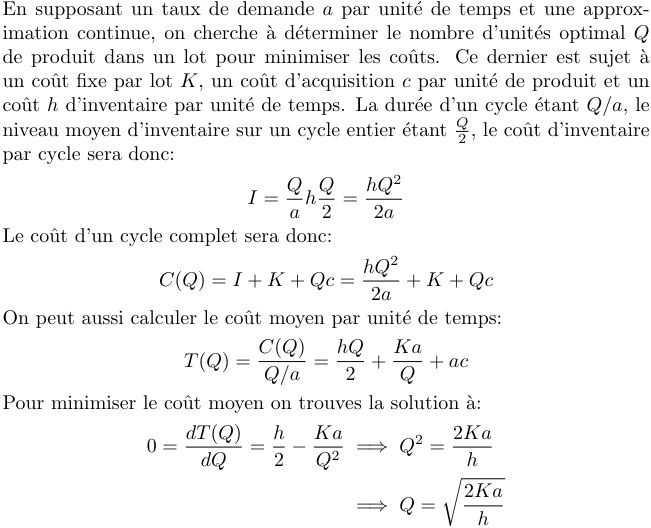 En supposant un taux de demande a par unité de temps et une approx-
imation continue, on cherche à déterminer le nombre d'unités optimal Q
de produit dans un lot pour minimiser les coûts. Ce dernier est sujet à
un coût fixe par lot K, un coût d'acquisition c par unité de produit et un
coût h d'inventaire par unité de temps. La durée d'un cycle étant Q/a, le
niveau moyen d'inventaire sur un cycle entier étant \frac{Q}{2}, le coût d'inventaire
par cycle sera donc:
I = \frac{Q}{a} h \frac{Q}{2} = \frac{hQ^2}{2a}
Le coût d'un cycle complet sera donc:
C(Q) = I + K + Qc = \frac{hQ^2}{2a} + K + Qc
On peut aussi calculer le coût moyen par unité de temps:
T(Q) = \frac{C(Q)}{Q/a} = \frac{hQ}{2} + \frac{Ka}{Q} + ac
Pour minimiser le coût moyen on trouves la solution à:
0 = \frac{dT(Q)}{dQ} = \frac{h}{2} − \frac{Ka}{Q^2} ⟹ Q^2 = \frac{2Ka}{h}
⟹ Q = \sqrt{\frac{2Ka}{h}}